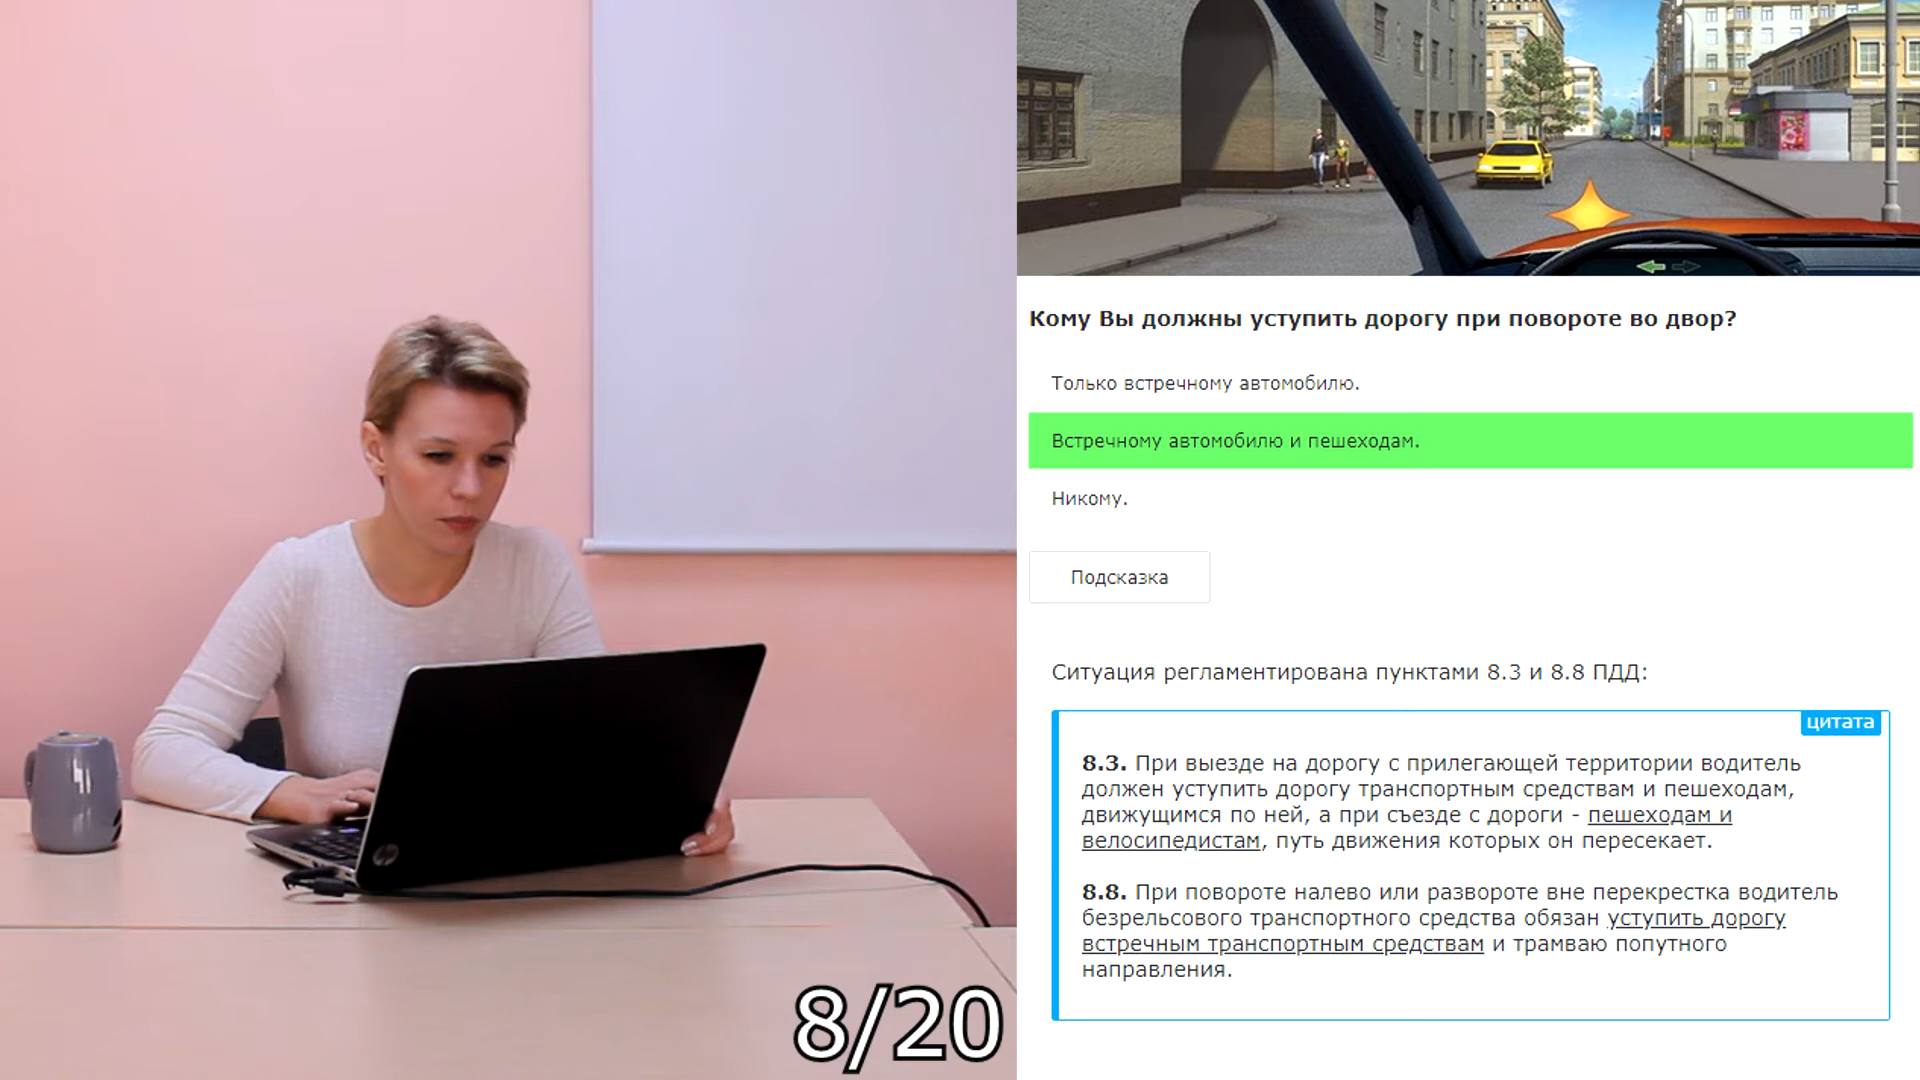 Кому Вы должны уступить дорогу при повороте во двор?
Только встречному автомобилю.
Встречному автомобилю и пешеходам.
Никому.
Подсказка
Ситуация регламентирована пунктами 8.3 и 8.8 ПДД:
цитата
8.3. При выезде на дорогу с прилегающей территории водитель
должен уступить дорогу транспортным средствам и пешеходам,
движущимся по ней, а при съезде с дороги - пешеходам и
велосипедистам, путь движения которых он пересекает.
8.8. При повороте налево или развороте вне перекрестка водитель
безрельсового транспортного средства обязан уступить дорогу
встречным транспортным средствам и трамваю попутного
направления.
hp
8/20